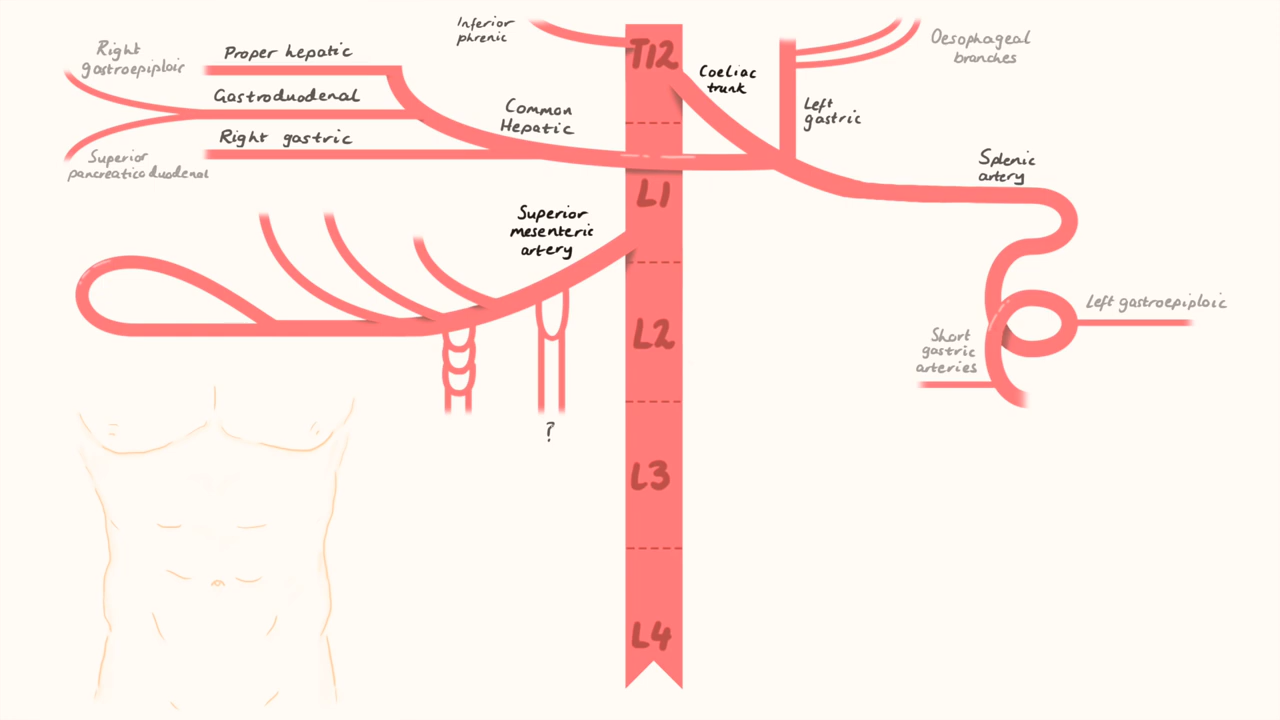 Inferior
phrenic
T12
Coeliac
trunk
Oesophageal
branches
Right
gastroepiploic
Proper hepatic
Gastroduodenal
Right gastric
Superior
pancreaticoduodenal
Common
Hepatic
Left
gastric
Splenic
artery
L1
Superior
mesenteric
artery
L2
Left gastroepiploic
Short
gastric
arteries
?
L3
L4